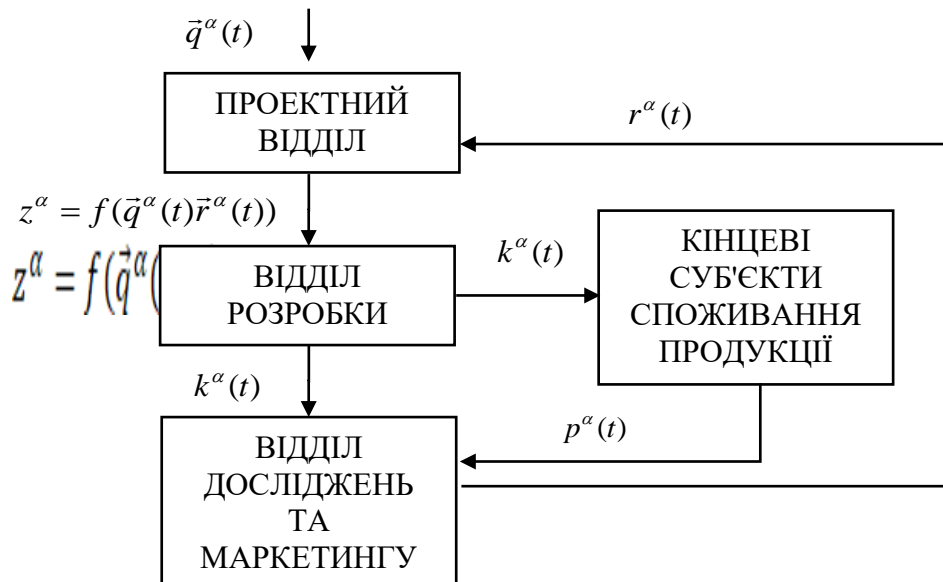 q⃗^α(t)
ПРОЕКТНИЙ
ВІДДІЛ
r^α(t)
z^α = f(q⃗^α(t)r⃗^α(t))
z^α = f(q⃗^α(
ВІДДІЛ
РОЗРОБКИ
k^α(t)
КІНЦЕВІ
СУБ'ЄКТИ
СПОЖИВАННЯ
ПРОДУКЦІЇ
k^α(t)
p^α(t)
ВІДДІЛ
ДОСЛІДЖЕНЬ
ТА
МАРКЕТИНГУ